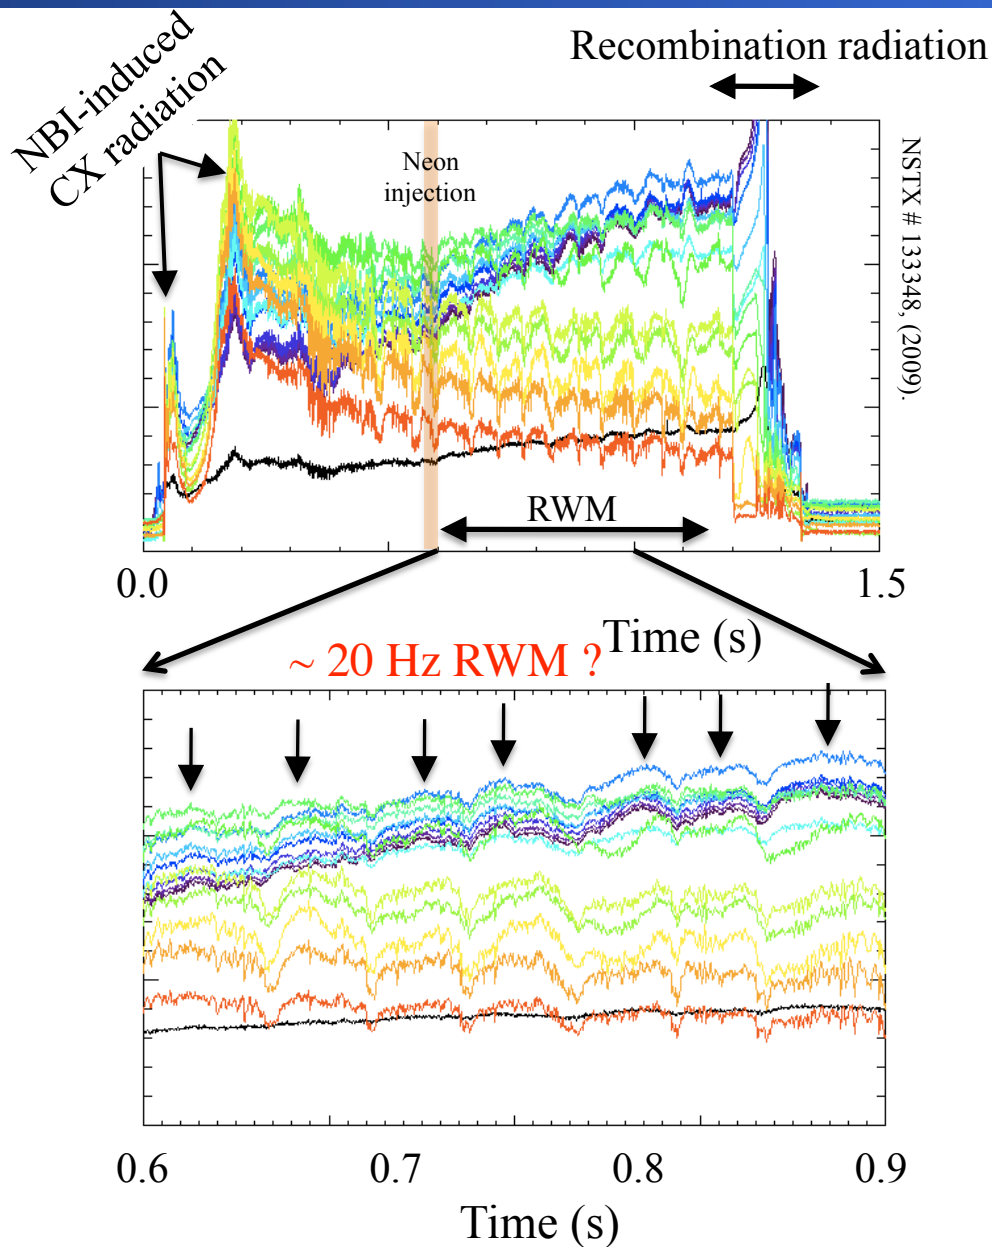 Recombination radiation
NBI-induced
CX radiation
Neon
injection
NSTX # 133348, (2009).
RWM
0.0
1.5
Time (s)
~ 20 Hz RWM ?
0.6
0.7
0.8
0.9
Time (s)